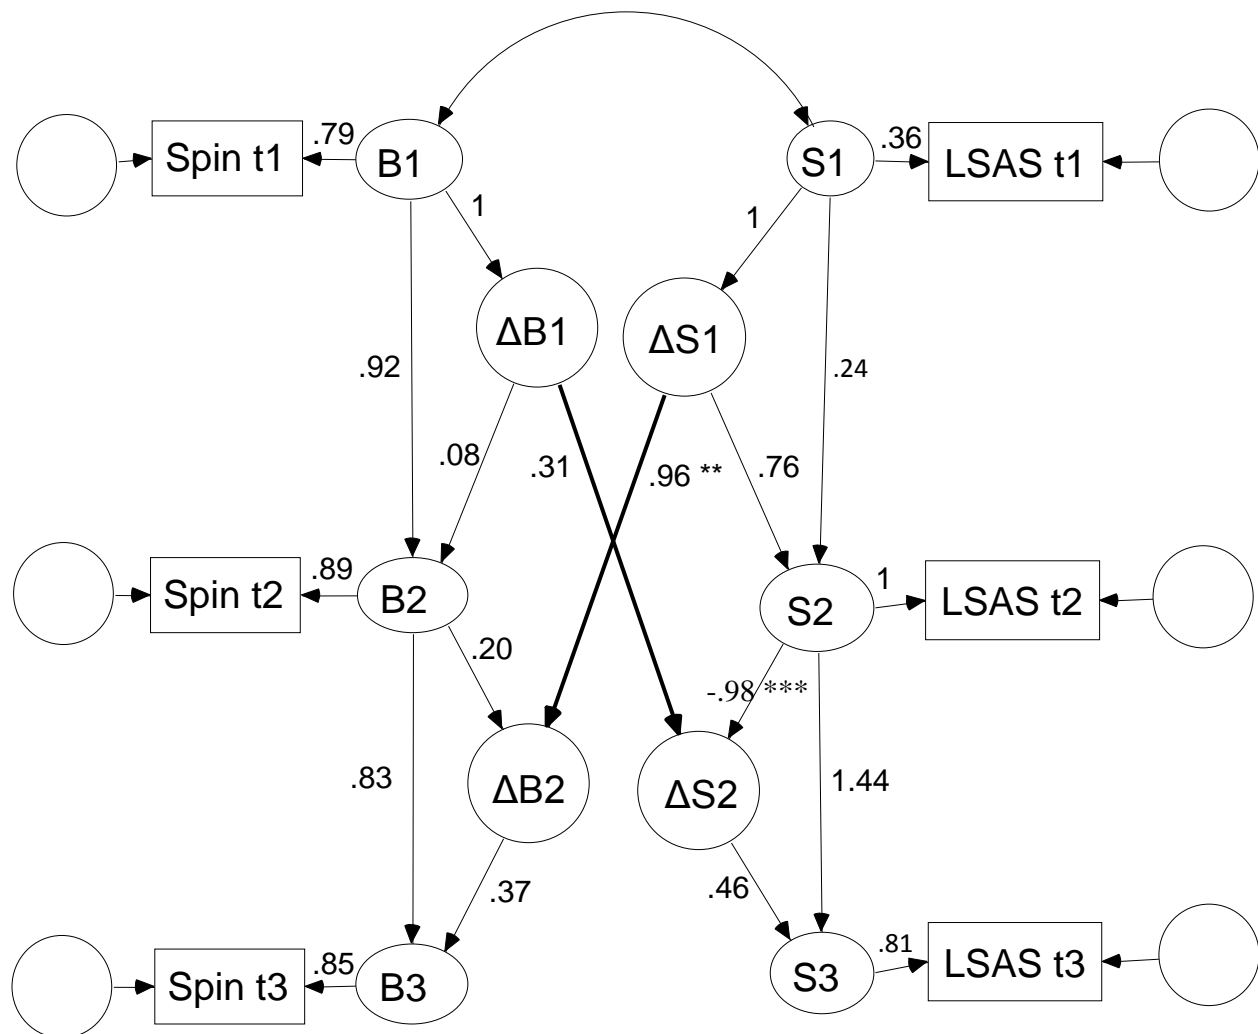 .79
.36
Spin t1
B1
S1
LSAS t1
1
1
ΔB1
ΔS1
.92
.24
.08
.31
.96 **
.76
.89
1
Spin t2
B2
S2
LSAS t2
.20
-.98 ***
.83
ΔB2
ΔS2
1.44
.37
.46
.85
.81
Spin t3
B3
S3
LSAS t3